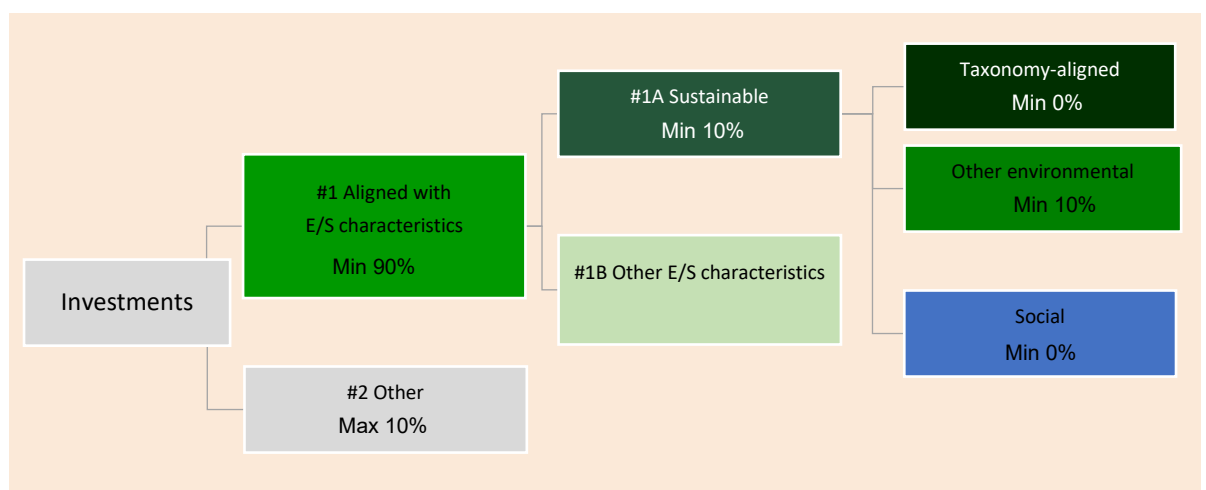 Investments
#1 Aligned with
E/S characteristics
Min 90%
#2 Other
Max 10%
#1A Sustainable
Min 10%
#1B Other E/S characteristics
Taxonomy-aligned
Min 0%
Other environmental
Min 10%
Social
Min 0%